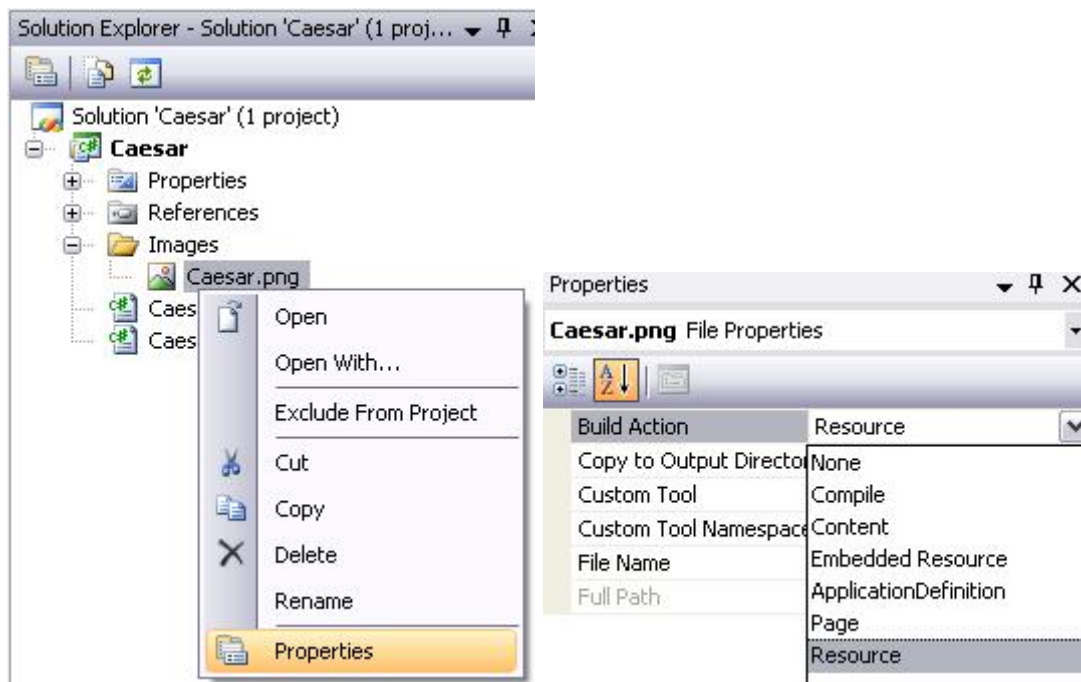 Solution Explorer - Solution 'Caesar' (1 proj...
Solution 'Caesar' (1 project)
C# Caesar
Properties
References
Images
Caesar.png
C# Caes
C# Caes
Open
Open With...
Exclude From Project
Cut
Copy
Delete
Rename
Properties
Properties
Caesar.png File Properties
A
Z
Build Action Resource
Copy to Output Director
Custom Tool
Custom Tool Namespace
File Name
Full Path
None
Compile
Content
Embedded Resource
ApplicationDefinition
Page
Resource